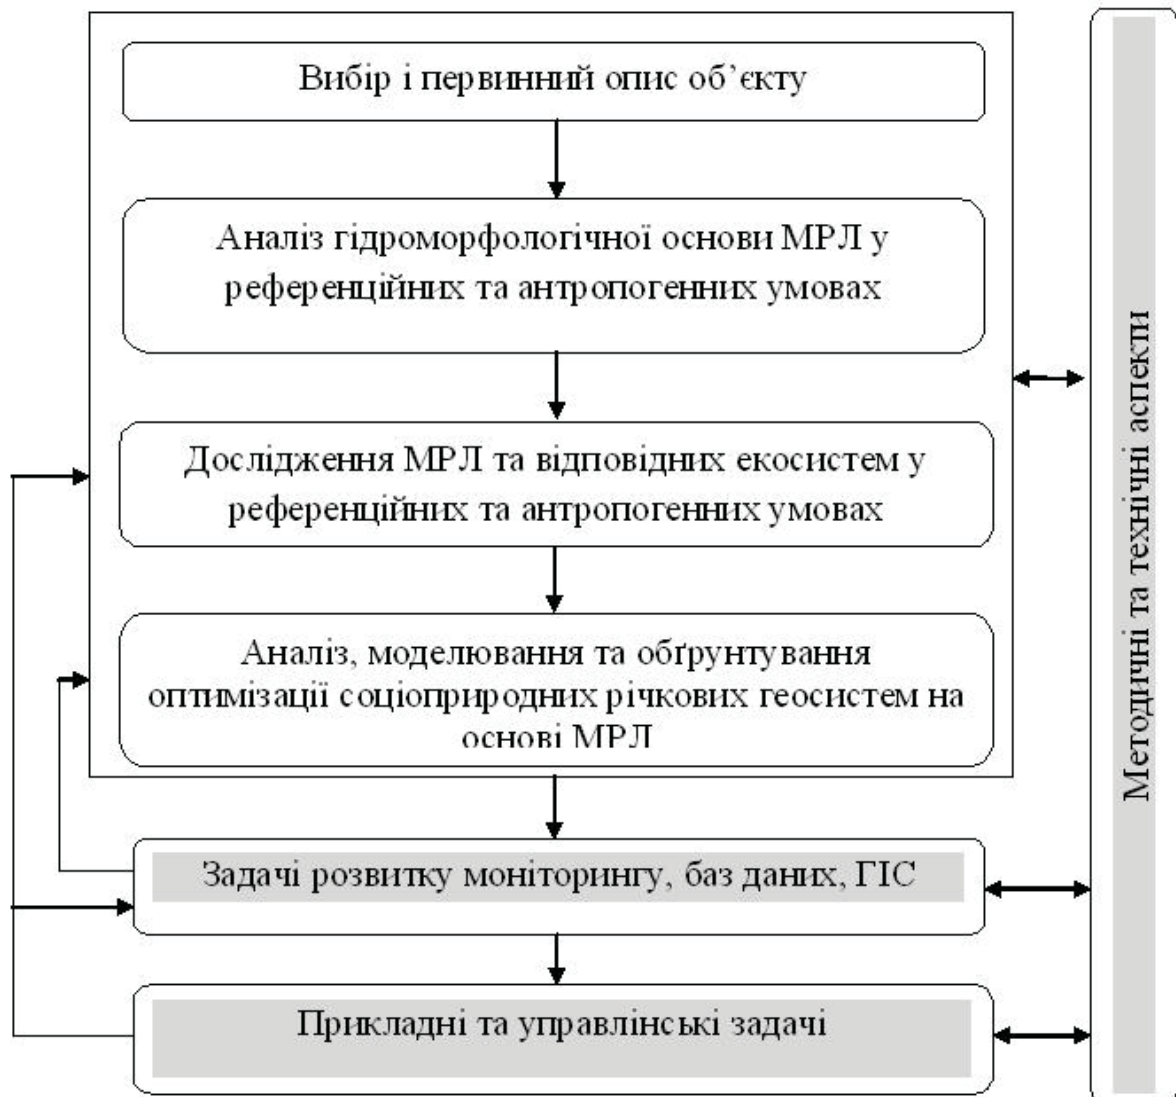 Вибір і первинний опис об’єкту
Аналіз гідроморфологічної основи МРЛ у
референційних та антропогенних умовах
Дослідження МРЛ та відповідних екосистем у
референційних та антропогенних умовах
Аналіз, моделювання та обґрунтування
оптимізації соціоприродних річкових геосистем на
основі МРЛ
Задачі розвитку моніторингу, баз даних, ГІС
Прикладні та управлінські задачі
Методичні та технічні аспекти